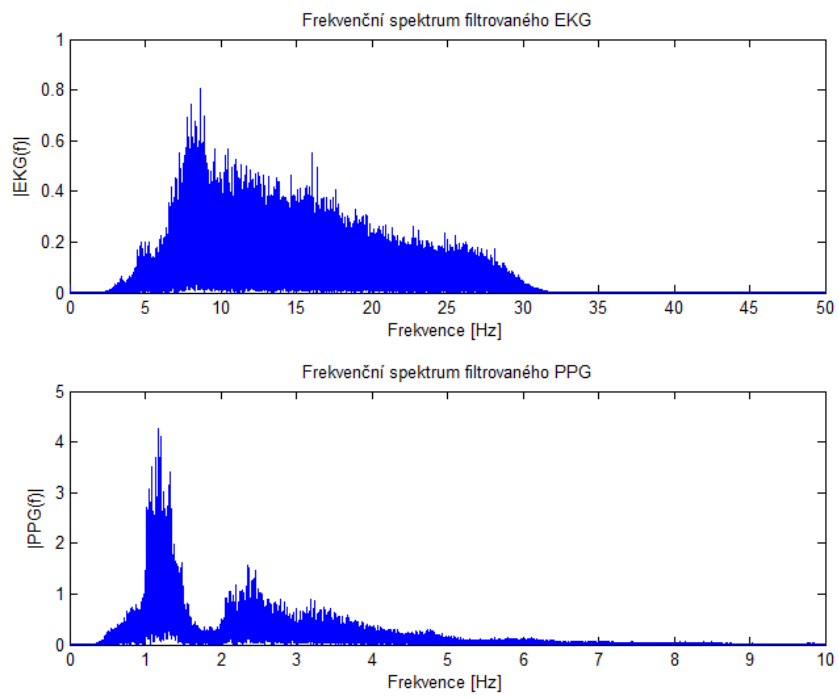 Frekvenční spektrum filtrovaného EKG
1
0.8
0.6
0.4
0.2
0
|EKG(f)|
0 5 10 15 20 25 30 35 40 45 50
Frekvence [Hz]
Frekvenční spektrum filtrovaného PPG
5
4
3
2
1
0
|PPG(f)|
0 1 2 3 4 5 6 7 8 9 10
Frekvence [Hz]